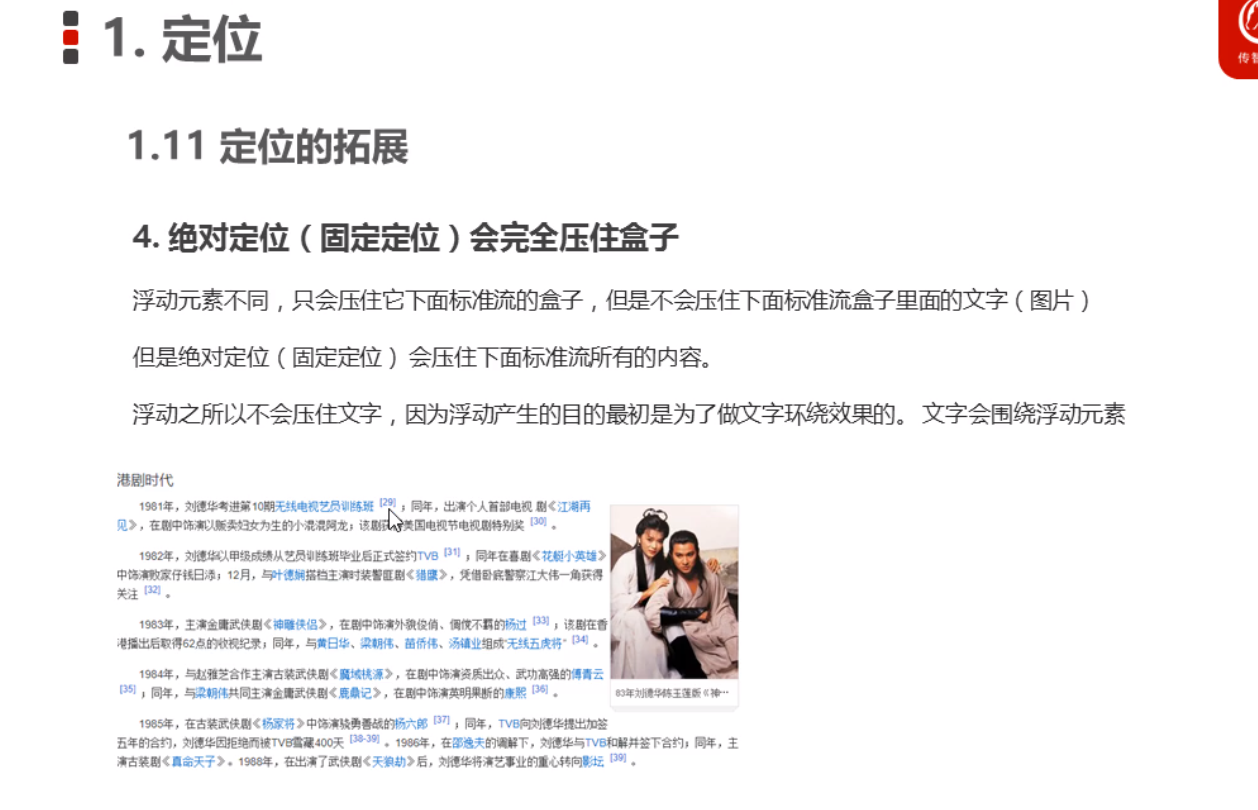 1. 定位
传智
1.11 定位的拓展
4. 绝对定位（固定定位）会完全压住盒子
浮动元素不同，只会压住它下面标准流的盒子，但是不会压住下面标准流盒子里面的文字（图片）
但是绝对定位（固定定位） 会压住下面标准流所有的内容。
浮动之所以不会压住文字，因为浮动产生的目的最初是为了做文字环绕效果的。 文字会围绕浮动元素
港剧时代
1981年，刘德华考进第10期无线电视艺员训练班 [29] ；同年，出演个人首部电视 剧《江湖再
见》，在剧中饰演以贩卖妇女为生的小混混阿龙；该剧 美国电视节电视剧特别奖 [30] 。
1982年，刘德华以甲级成绩从艺员训练班毕业后正式签约TVB [31] ；同年在喜剧《花艇小英雄》
中饰演败家仔钱日添；12月，与叶德娴搭档主演时装警匪剧《猎鹰》，凭借卧底警察江大伟一角获得
关注 [32] 。
1983年，主演金庸武侠剧《神雕侠侣》，在剧中饰演外貌俊俏、倜傥不羁的杨过 [33] ；该剧在香
港播出后取得62点的收视纪录；同年，与黄日华、梁朝伟、苗侨伟、汤镇业组成“无线五虎将” [34] 。
1984年，与赵雅芝合作主演古装武侠剧《魔域桃源》，在剧中饰演资质出众、武功高强的傅青云
[35] ；同年，与梁朝伟共同主演金庸武侠剧《鹿鼎记》，在剧中饰演英明果断的康熙 [36] 。
1985年，在古装武侠剧《杨家将》中饰演骁勇善战的杨六郎 [37] ；同年，TVB向刘德华提出加签
五年的合约，刘德华因拒绝而被TVB雪藏400天 [38-39] 。1986年，在邵逸夫的调解下，刘德华与TVB和解并签下合约；同年，主
演古装剧《真命天子》。1988年，在出演了武侠剧《天狼劫》后，刘德华将演艺事业的重心转向影坛 [39] 。
83年刘德华陈玉莲版《神…